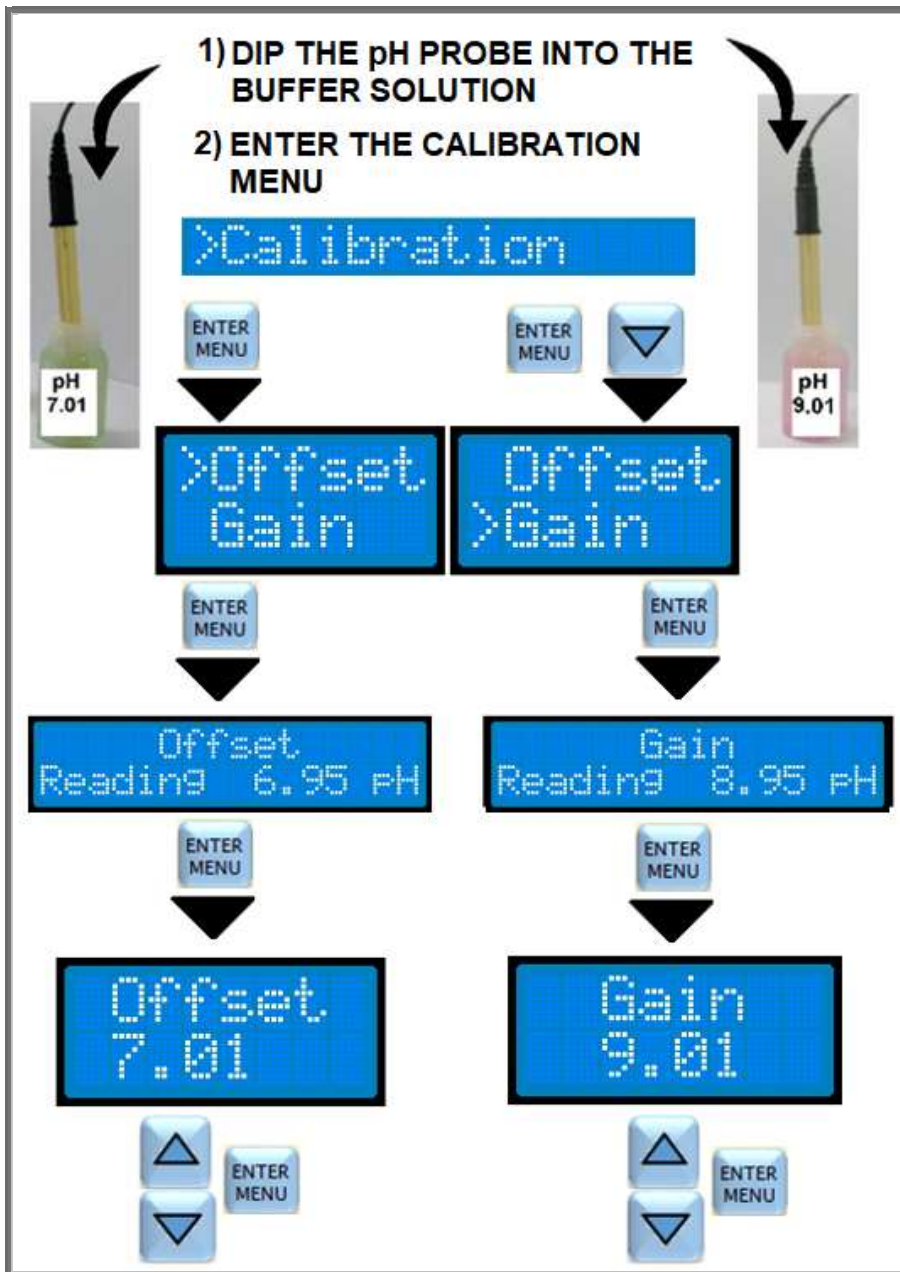 1) DIP THE pH PROBE INTO THE
BUFFER SOLUTION
2) ENTER THE CALIBRATION
MENU
pH
7.01
pH
9.01
>Calibration
ENTER
MENU
ENTER
MENU
>Offset
Gain
Offset
>Gain
ENTER
MENU
ENTER
MENU
Offset
Reading 6.95 pH
Gain
Reading 8.95 pH
ENTER
MENU
ENTER
MENU
Offset
7.01
Gain
9.01
ENTER
MENU
ENTER
MENU